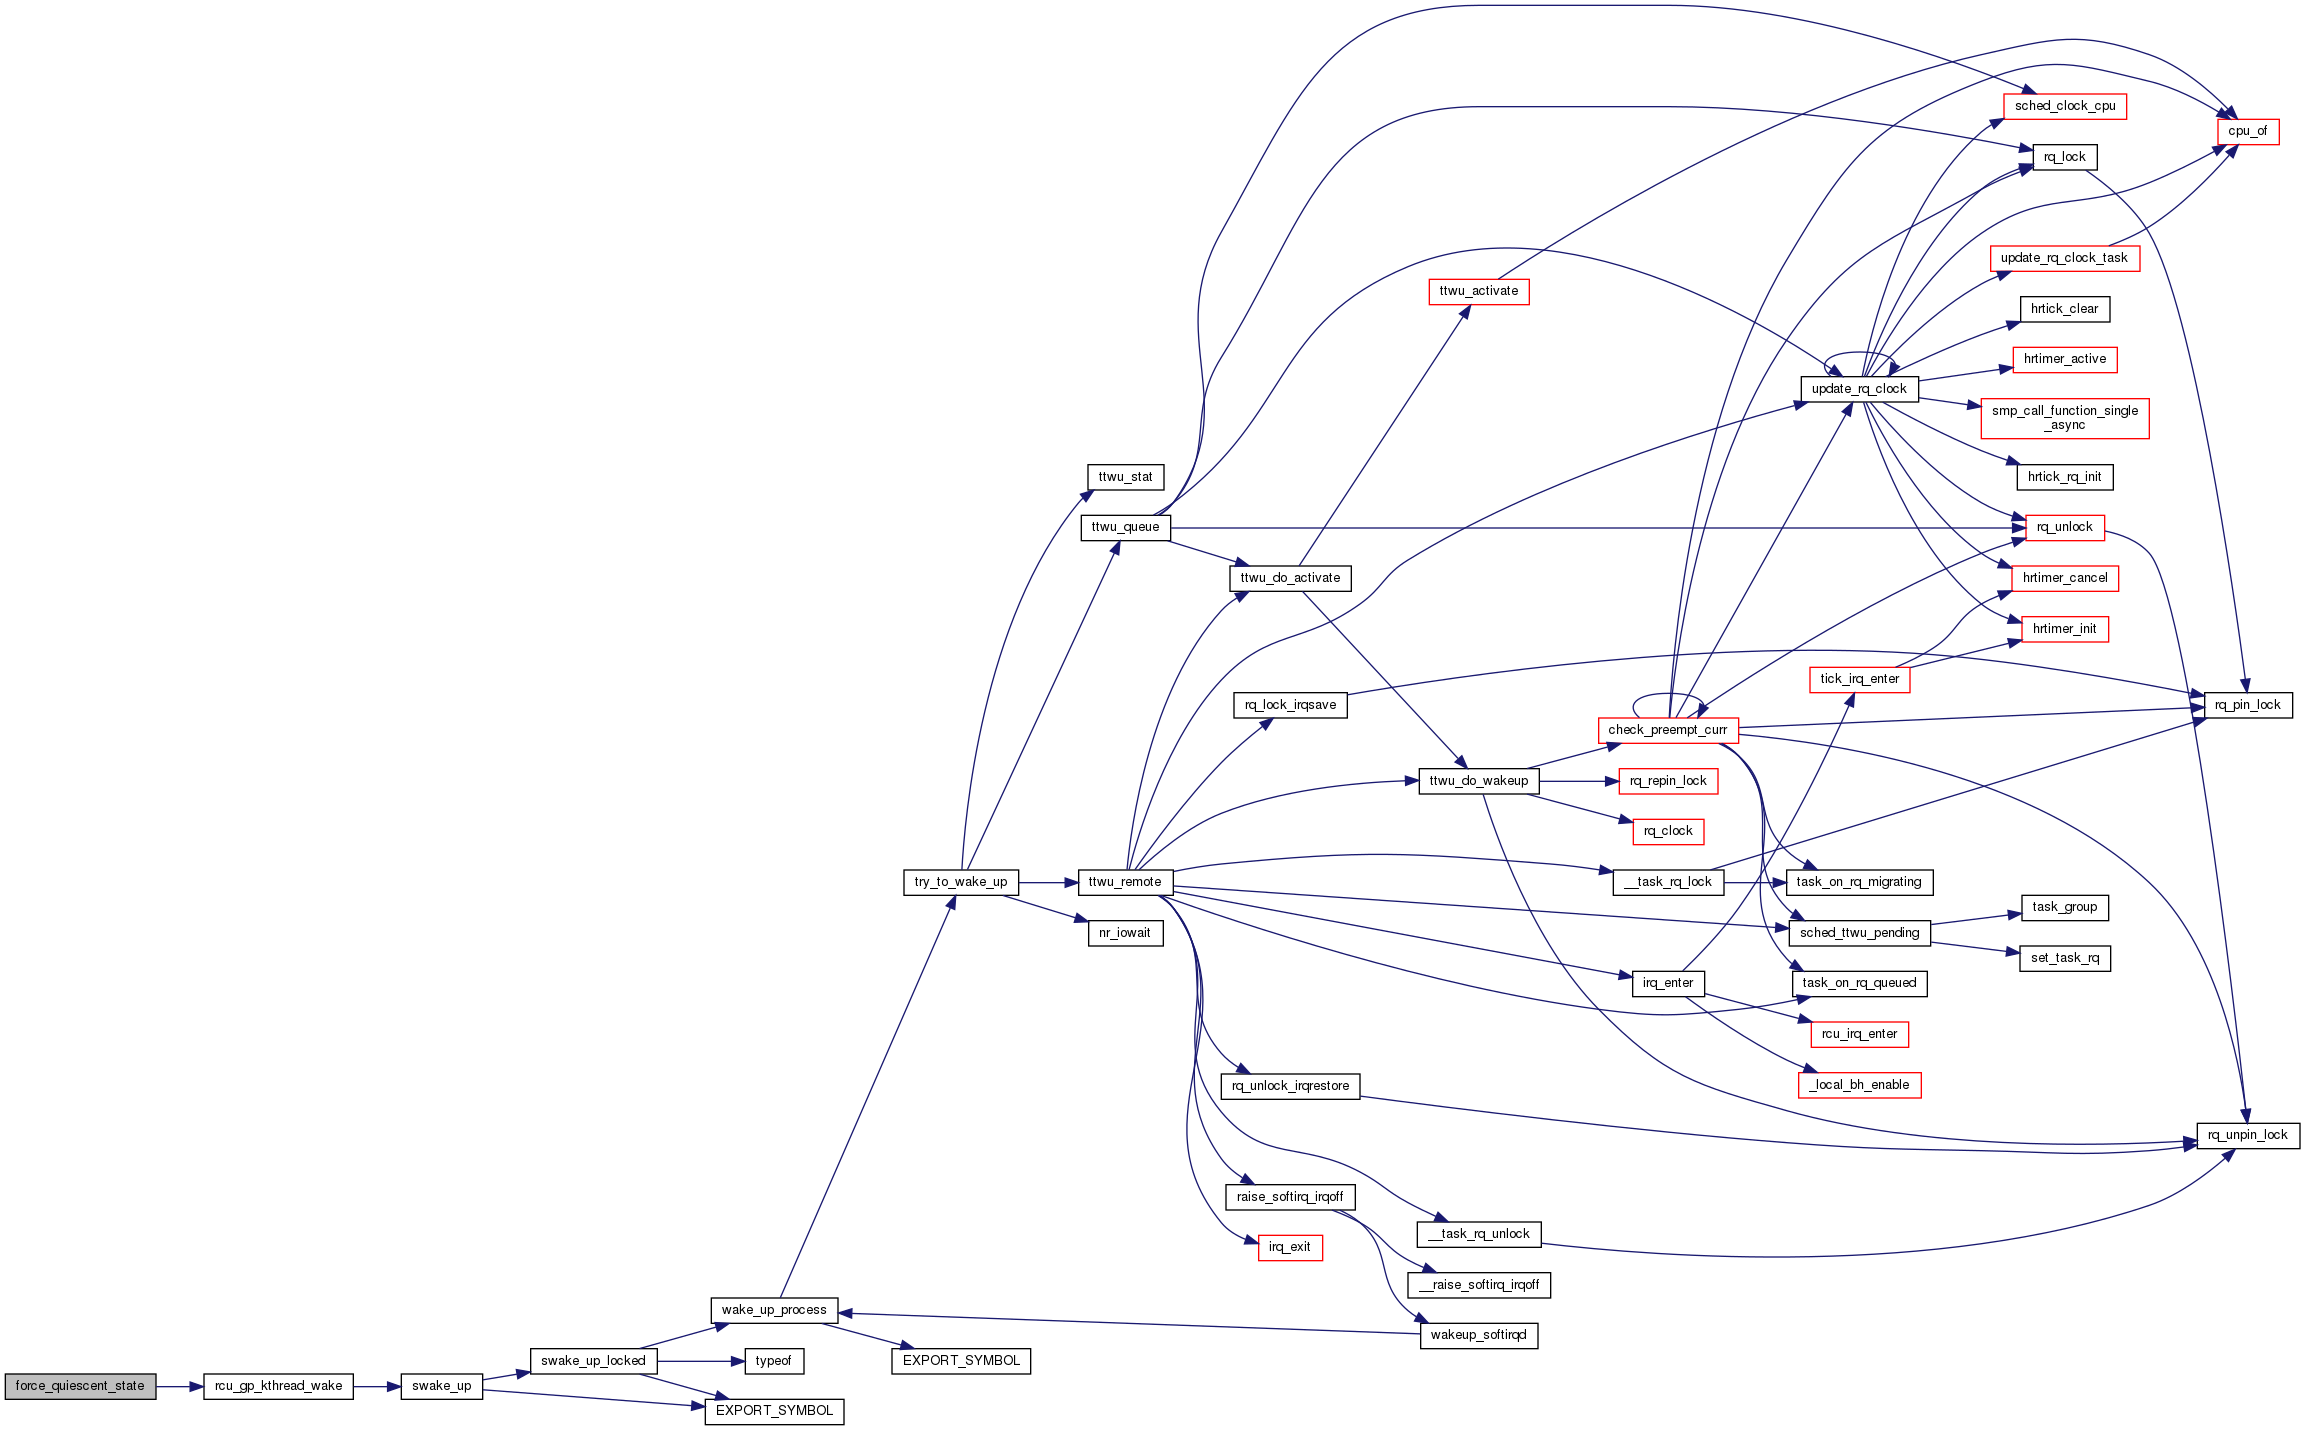 sched_clock_cpu
cpu_of
rq_lock
update_rq_clock_task
ttwu_activate
hrtick_clear
hrtimer_active
update_rq_clock
smp_call_function_single
_async
ttwu_stat
hrtick_rq_init
ttwu_queue
rq_unlock
ttwu_do_activate
hrtimer_cancel
hrtimer_init
tick_irq_enter
rq_lock_irqsave
rq_pin_lock
check_preempt_curr
ttwu_do_wakeup
rq_repin_lock
rq_clock
try_to_wake_up
ttwu_remote
__task_rq_lock
task_on_rq_migrating
task_group
nr_iowait
sched_ttwu_pending
set_task_rq
irq_enter
task_on_rq_queued
rcu_irq_enter
rq_unlock_irqrestore
_local_bh_enable
rq_unpin_lock
raise_softirq_irqoff
__task_rq_unlock
irq_exit
__raise_softirq_irqoff
wake_up_process
wakeup_softirqd
swake_up_locked
typeof
EXPORT_SYMBOL
force_quiescent_state
rcu_gp_kthread_wake
swake_up
EXPORT_SYMBOL